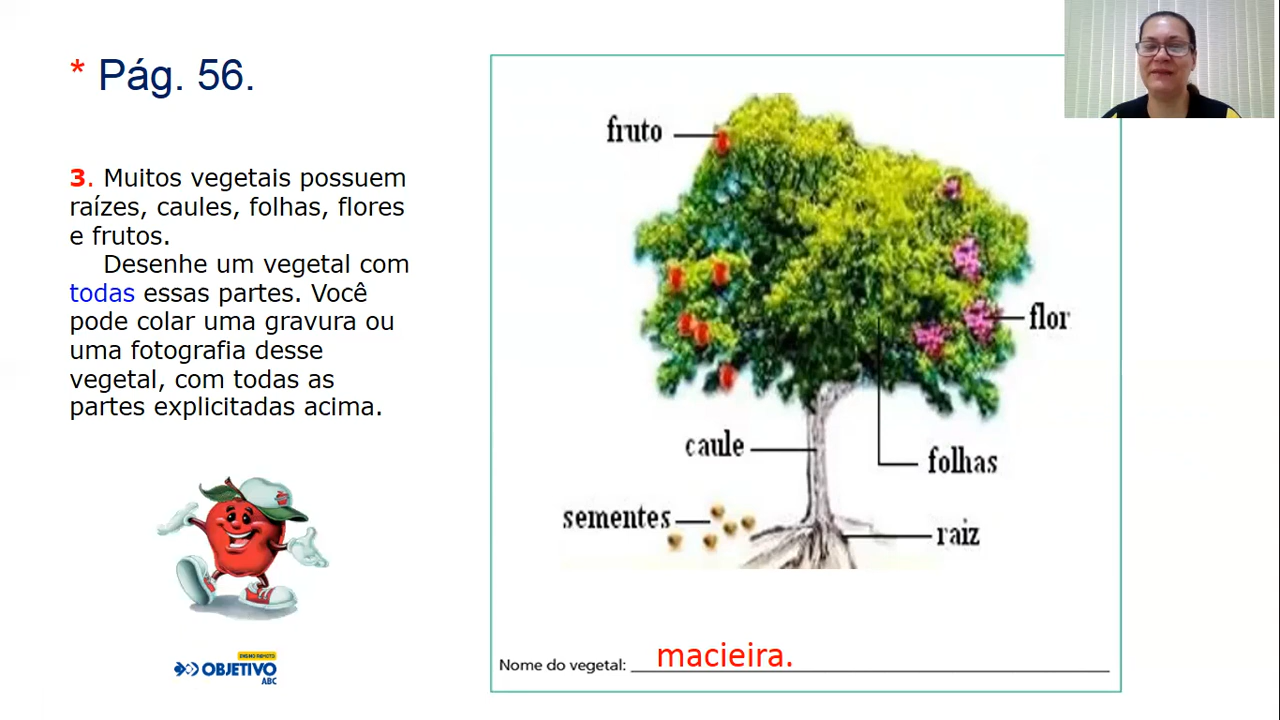 * Pág. 56.
3. Muitos vegetais possuem
raízes, caules, folhas, flores
e frutos.
Desenhe um vegetal com
todas essas partes. Você
pode colar uma gravura ou
uma fotografia desse
vegetal, com todas as
partes explicitadas acima.
ENSINO REMOTO
OBJETIVO
ABC
fruto
flor
caule
folhas
sementes
raiz
Nome do vegetal: macieira.